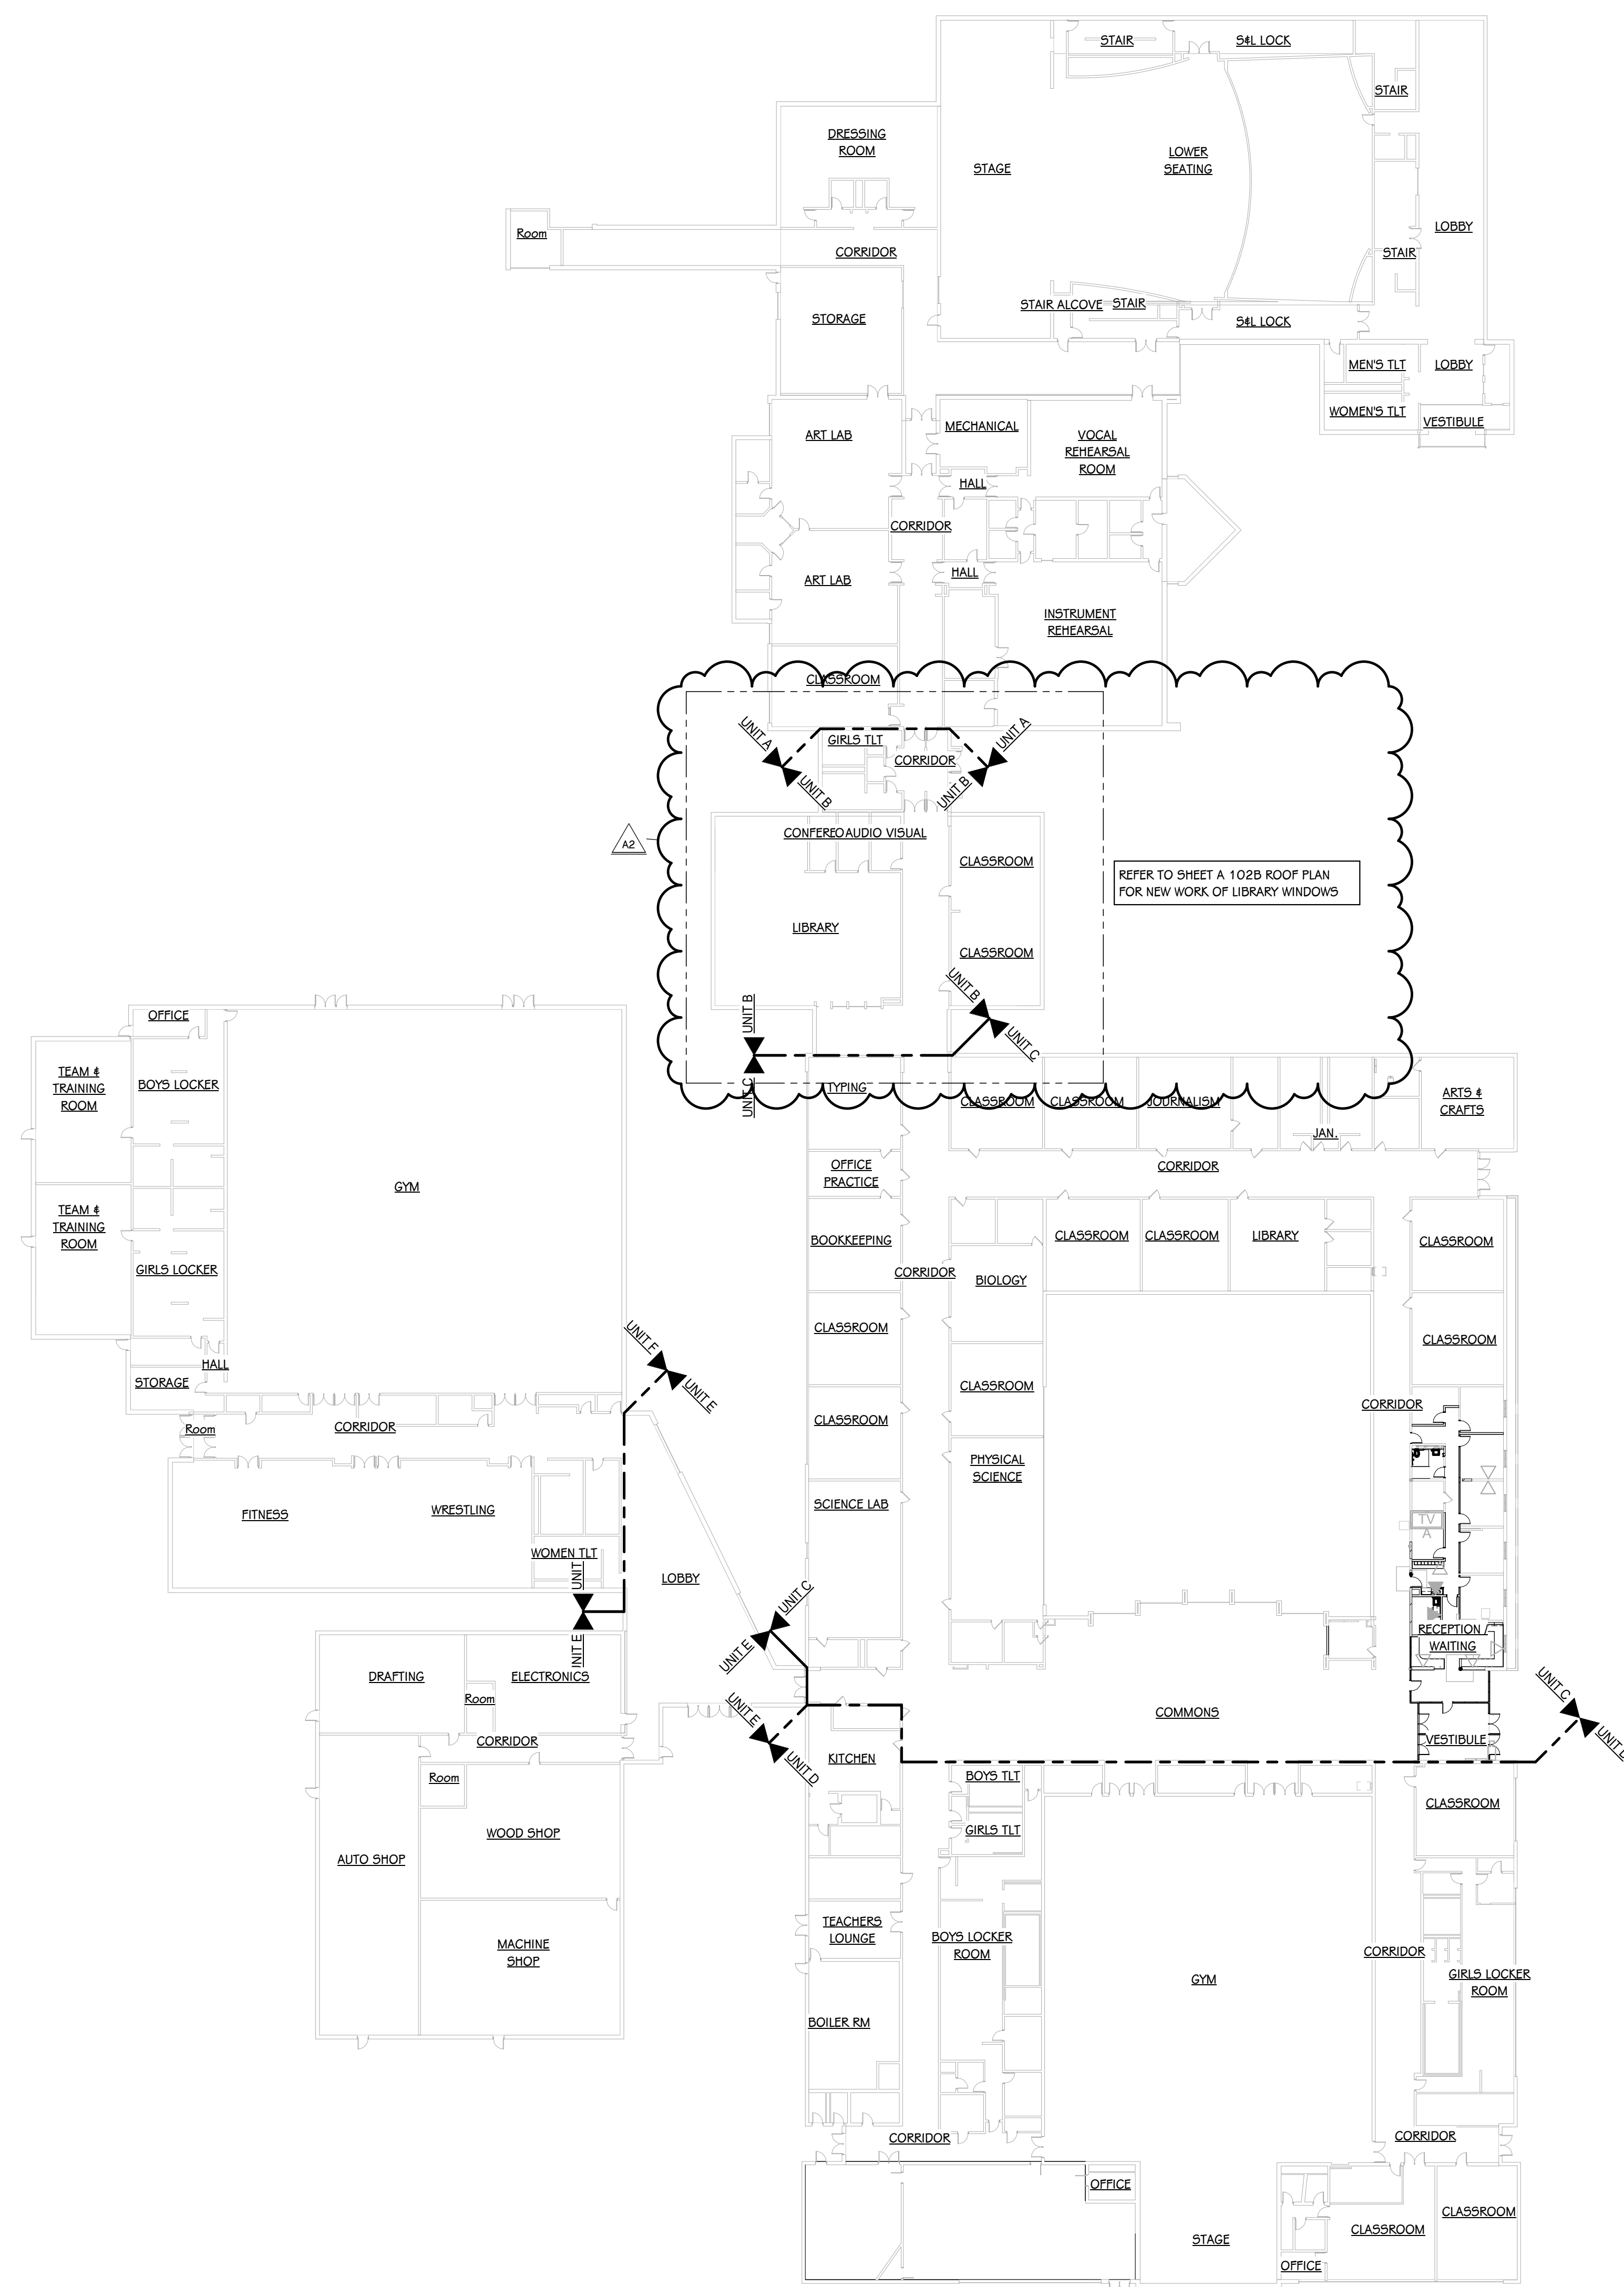 STAIR
S&L LOCK
STAIR
DRESSING
ROOM
STAGE
LOWER
SEATING
LOBBY
Room
CORRIDOR
STAIR
STORAGE
STAIR ALCOVE
STAIR
S&L LOCK
MEN'S TLT
LOBBY
WOMEN'S TLT
VESTIBULE
ART LAB
MECHANICAL
VOCAL
REHEARSAL
ROOM
HALL
CORRIDOR
ART LAB
HALL
INSTRUMENT
REHEARSAL
CLASSROOM
UNIT A
UNIT B
GIRLS TLT
CORRIDOR
UNIT A
UNIT B
A2
CONFERE
AUDIO VISUAL
CLASSROOM
REFER TO SHEET A 102B ROOF PLAN
FOR NEW WORK OF LIBRARY WINDOWS
LIBRARY
CLASSROOM
UNIT B
UNIT C
UNIT B
UNIT C
TYPING
CLASSROOM
CLASSROOM
JOURNALISM
ARTS &
CRAFTS
JAN.
OFFICE
TEAM &
TRAINING
ROOM
BOYS LOCKER
GYM
TEAM &
TRAINING
ROOM
GIRLS LOCKER
HALL
STORAGE
OFFICE
PRACTICE
CORRIDOR
BOOKKEEPING
CLASSROOM
CLASSROOM
LIBRARY
CLASSROOM
CORRIDOR
BIOLOGY
CLASSROOM
CLASSROOM
UNIT F
UNIT E
CLASSROOM
CLASSROOM
CORRIDOR
Room
CORRIDOR
PHYSICAL
SCIENCE
SCIENCE LAB
FITNESS
WRESTLING
TV
A
WOMEN TLT
UNIT
UNIT E
LOBBY
UNIT C
UNIT E
RECEPTION /
WAITING
DRAFTING
ELECTRONICS
Room
CORRIDOR
UNIT E
UNIT D
COMMONS
UNIT C
VESTIBULE
KITCHEN
Room
BOYS TLT
CLASSROOM
GIRLS TLT
WOOD SHOP
AUTO SHOP
TEACHERS
LOUNGE
BOYS LOCKER
ROOM
MACHINE
SHOP
CORRIDOR
GYM
GIRLS LOCKER
ROOM
BOILER RM
CORRIDOR
CORRIDOR
OFFICE
CLASSROOM
CLASSROOM
STAGE
OFFICE